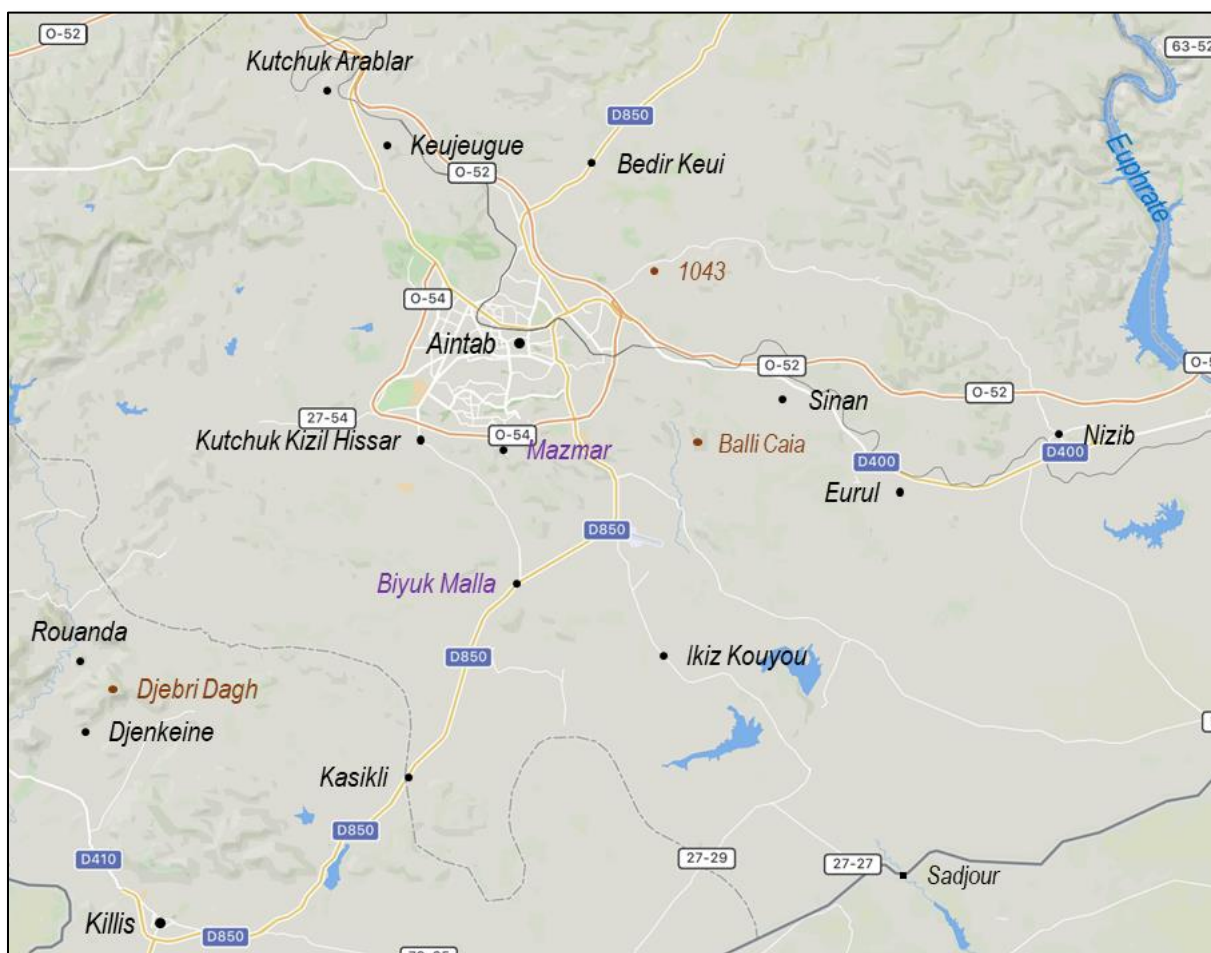 O-52
63-52
Kutchuk Arablar
D850
Keujeugue
O-52
Bedir Keui
Euphrate
1043
O-54
Aintab
O-52
Sinan
O-52
27-54
Kutchuk Kizil Hissar
O-54
Mazmar
Balli Caia
Nizib
D400
D400
Eurul
D850
Biyuk Malla
Rouanda
D850
Ikiz Kouyou
Djebri Dagh
Djenkeine
Kasikli
D850
D410
27-29
27-27
Sadjour
Killis
D850